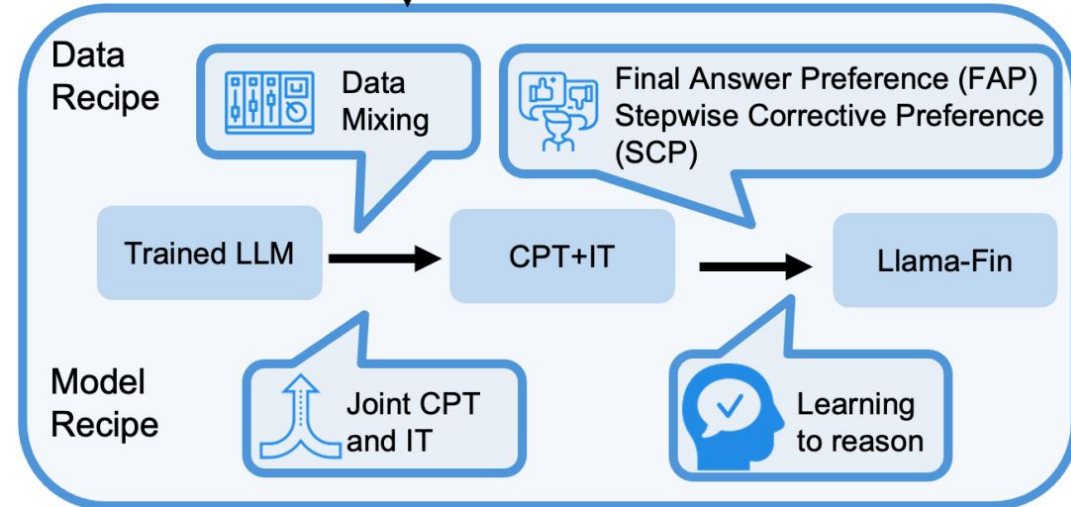 Data
Recipe
Data
Mixing
Final Answer Preference (FAP)
Stepwise Corrective Preference
(SCP)
Trained LLM
CPT+IT
Llama-Fin
Model
Recipe
Joint CPT
and IT
Learning
to reason